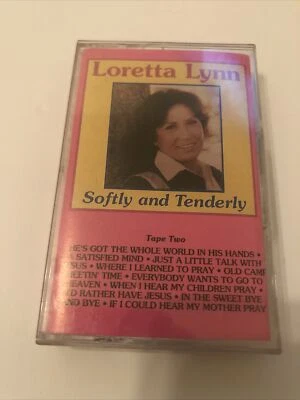 Loretta Lynn
Softly and Tenderly
Tape Two
HE'S GOT THE WHOLE WORLD IN HIS HANDS •
A SATISFIED MIND • JUST A LITTLE TALK WITH
SUS • WHERE I LEARNED TO PRAY • OLD CAMP
EETIN' TIME • EVERYBODY WANTS TO GO TO
HEAVEN • WHEN I HEAR MY CHILDREN PRAY •
I'D RATHER HAVE JESUS • IN THE SWEET BYE
AND BYE • IF I COULD HEAR MY MOTHER PRAY